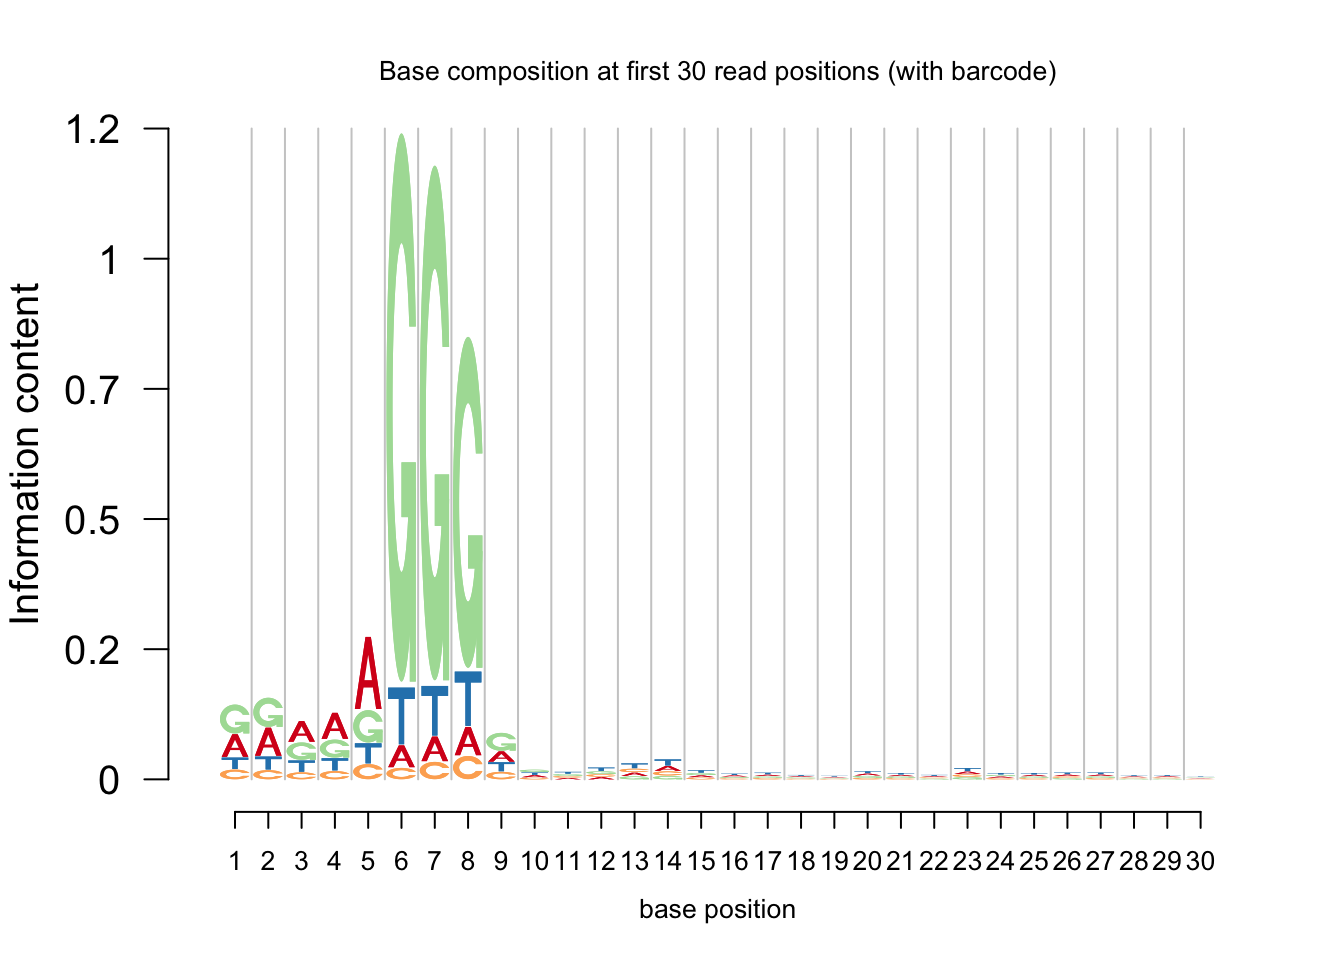 Base composition at first 30 read positions (with barcode)
Information content
1.2
1
0.7
0.5
0.2
0
G G A A A G G G G
A A G G G T T T A
T T T T T A A A T
C C C C C C C C C
1 2 3 4 5 6 7 8 9 10 11 12 13 14 15 16 17 18 19 20 21 22 23 24 25 26 27 28 29 30
base position